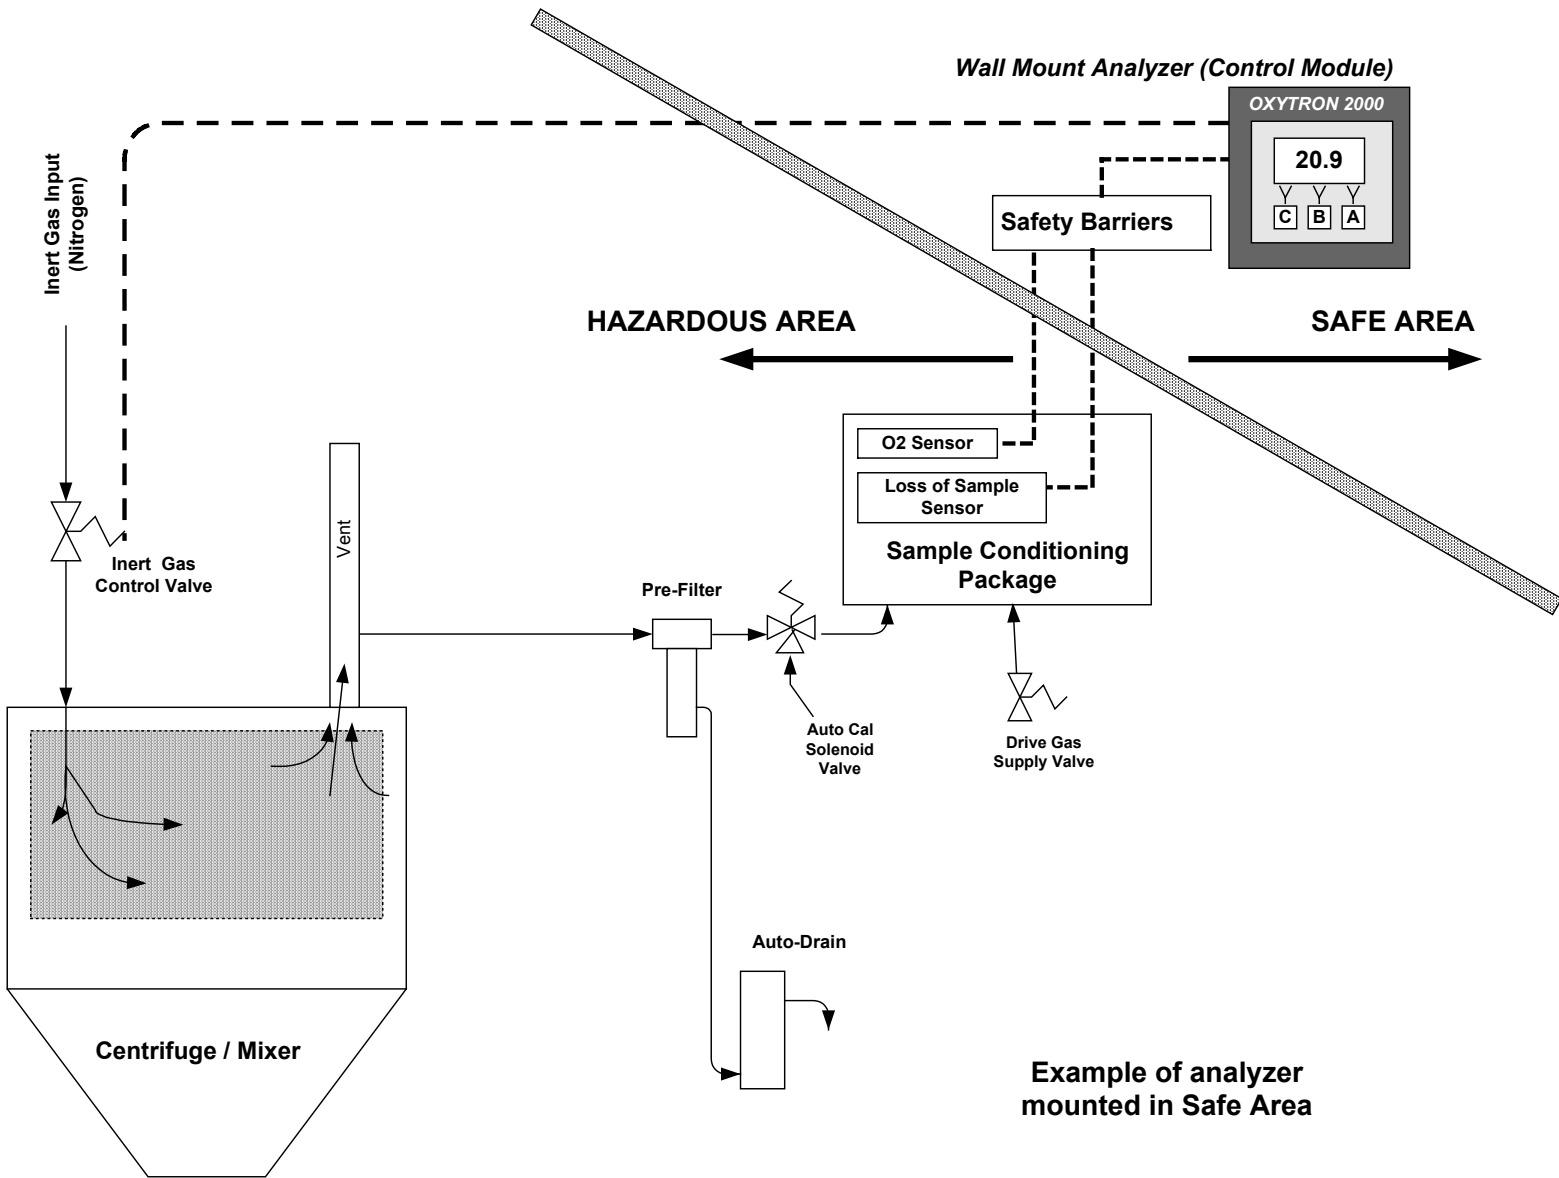 Wall Mount Analyzer (Control Module)
OXYTRON 2000
20.9
C B A
Inert Gas Input
(Nitrogen)
Safety Barriers
HAZARDOUS AREA
SAFE AREA
O2 Sensor
Loss of Sample
Sensor
Sample Conditioning
Package
Vent
Inert Gas
Control Valve
Pre-Filter
Auto Cal
Solenoid
Valve
Drive Gas
Supply Valve
Auto-Drain
Centrifuge / Mixer
Example of analyzer
mounted in Safe Area